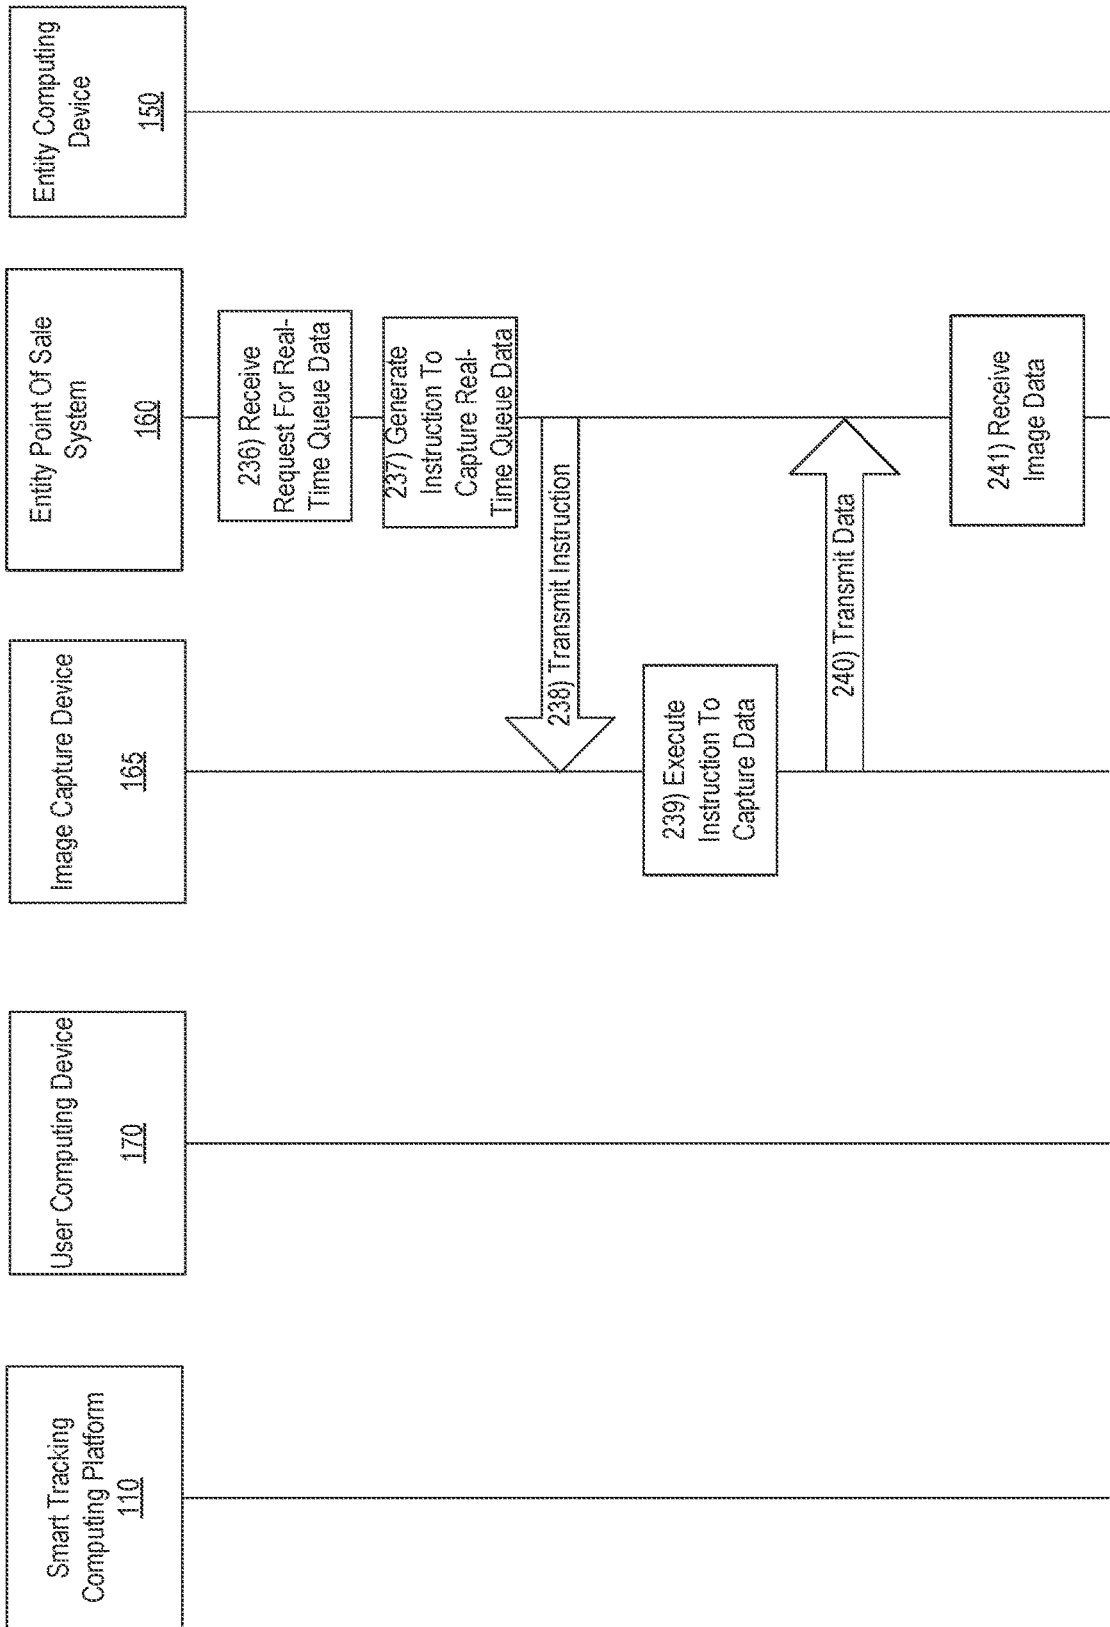 Smart Tracking
Computing Platform
110
User Computing Device
170
Image Capture Device
165
Entity Point Of Sale
System
160
Entity Computing
Device
150
236) Receive
Request For Real-
Time Queue Data
237) Generate
Instruction To
Capture Real-
Time Queue Data
238) Transmit Instruction
239) Execute
Instruction To
Capture Data
240) Transmit Data
241) Receive
Image Data